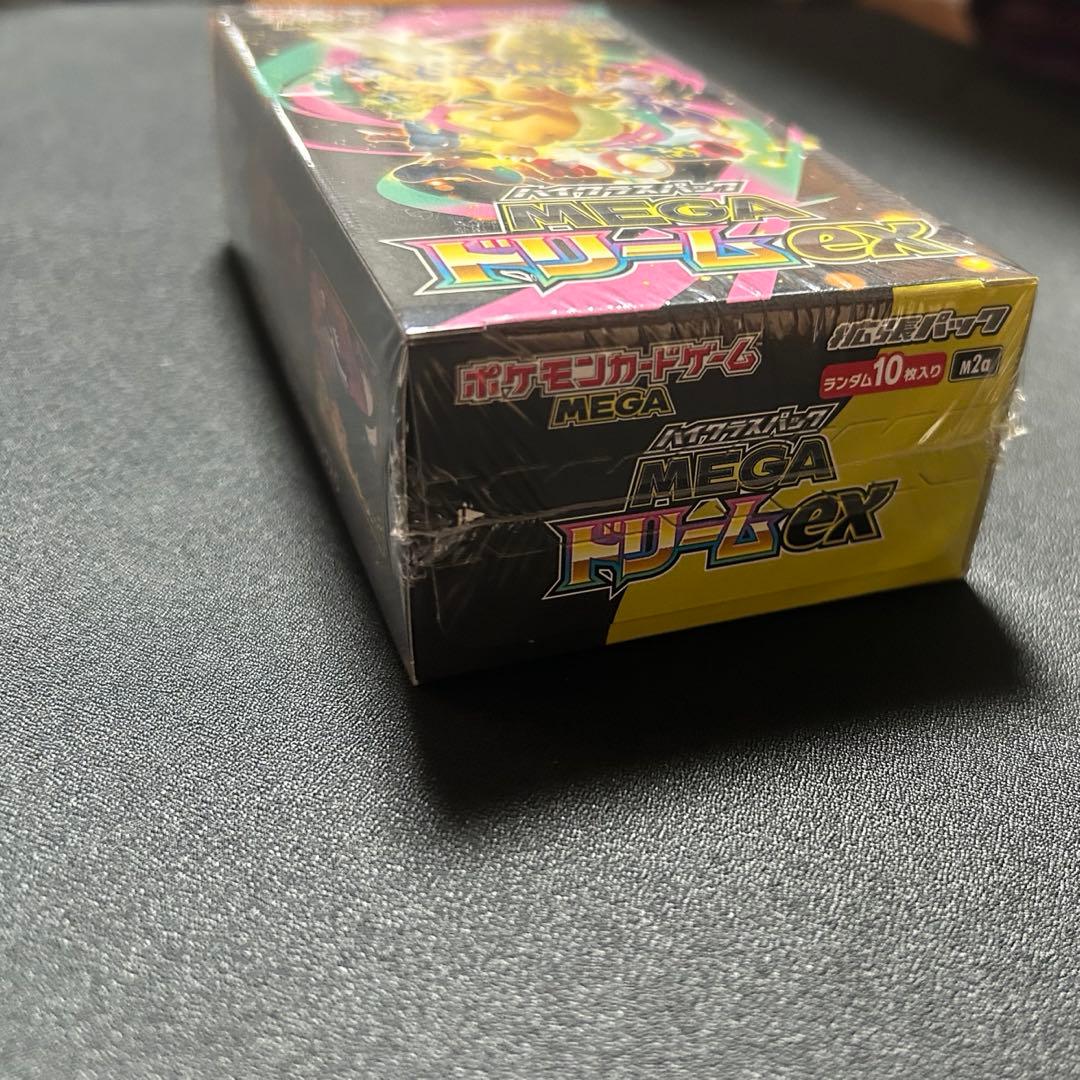 ハイクラスパック
MEGA
ドリームex
ポケモンカードゲーム
MEGA
拡張パック
ランダム10枚入り
M2a
ハイクラスパック
MEGA
ドリームex